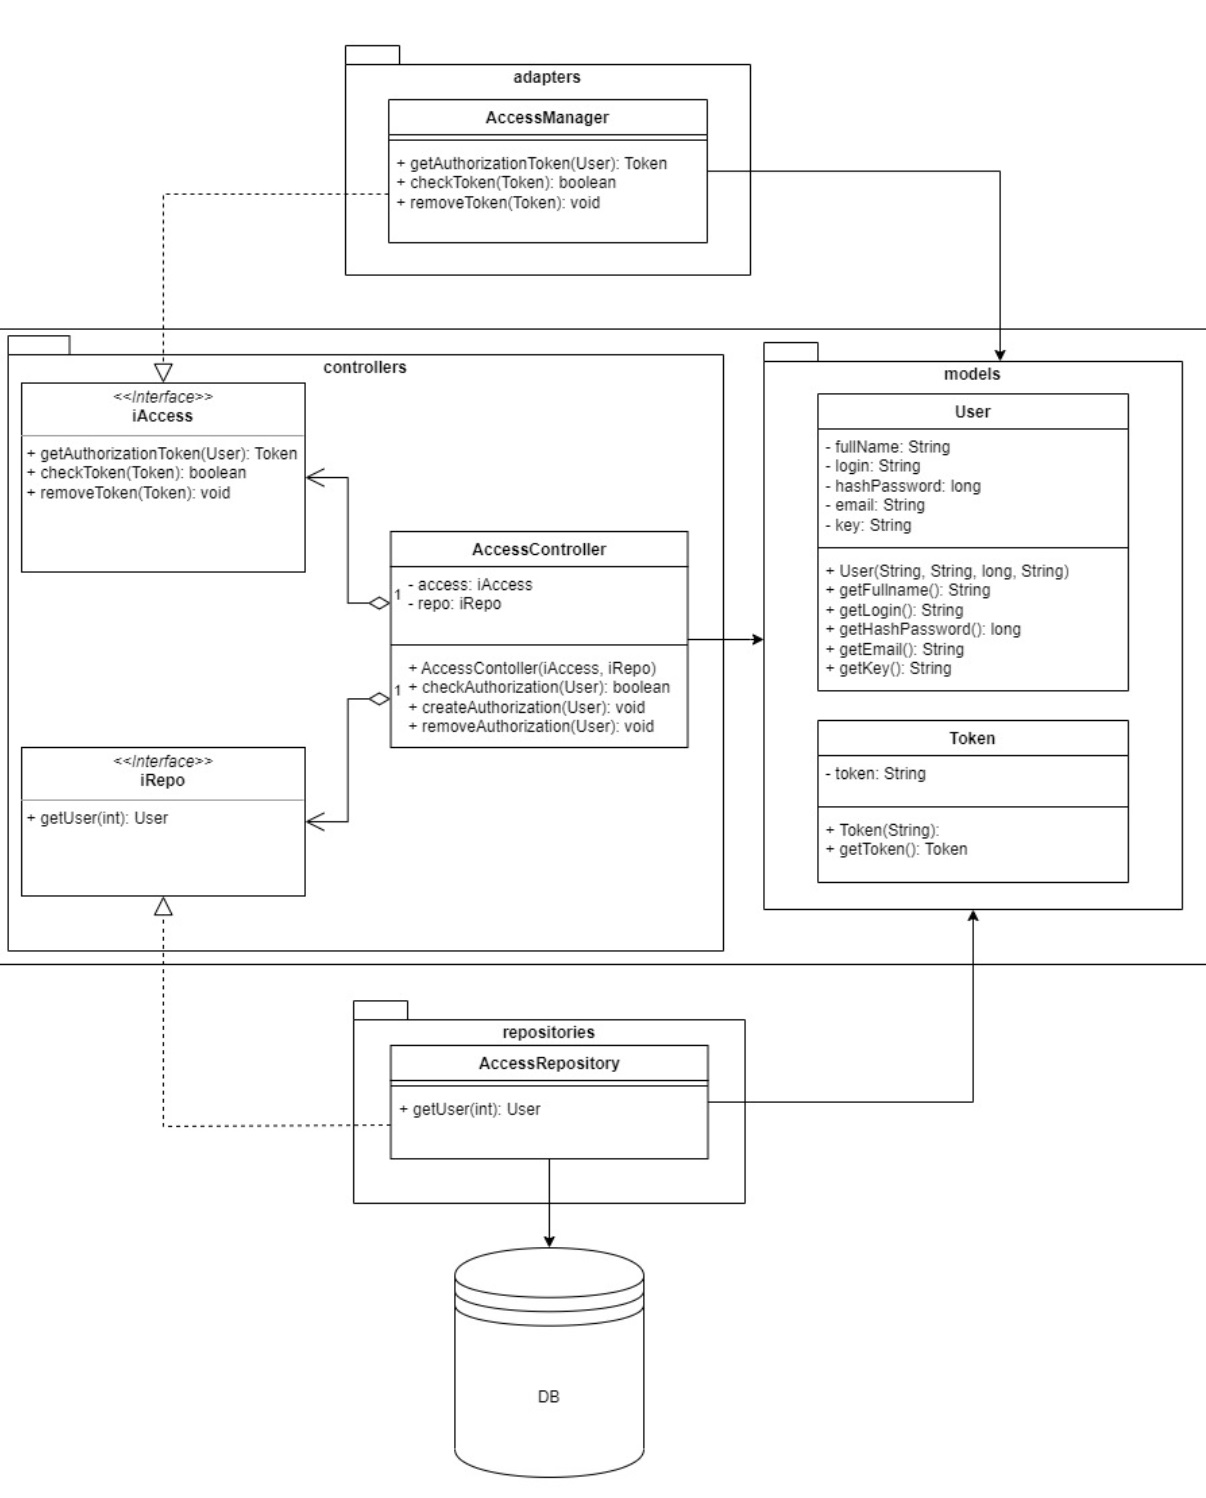 adapters
AccessManager
+ getAuthorizationToken(User): Token
+ checkToken(Token): boolean
+ removeToken(Token): void
controllers
<<Interface>>
iAccess
+ getAuthorizationToken(User): Token
+ checkToken(Token): boolean
+ removeToken(Token): void
AccessController
- access: iAccess
- repo: iRepo
1
+ AccessContoller(iAccess, iRepo)
+ checkAuthorization(User): boolean
+ createAuthorization(User): void
+ removeAuthorization(User): void
1
<<Interface>>
iRepo
+ getUser(int): User
models
User
- fullName: String
- login: String
- hashPassword: long
- email: String
- key: String
+ User(String, String, long, String)
+ getFullname(): String
+ getLogin(): String
+ getHashPassword(): long
+ getEmail(): String
+ getKey(): String
Token
- token: String
+ Token(String):
+ getToken(): Token
repositories
AccessRepository
+ getUser(int): User
DB